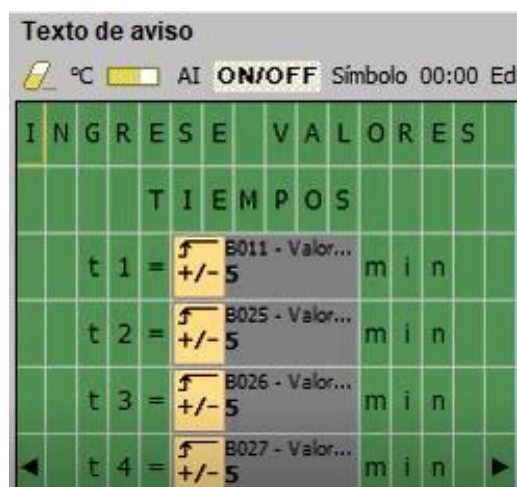 Texto de aviso
°C AI ON/OFF Símbolo 00:00 Ed
INGRESE VALORES
TIEMPOS
t1= +/- B011 - Valor... 5 min
t2= +/- B025 - Valor... 5 min
t3= +/- B026 - Valor... 5 min
t4= +/- B027 - Valor... 5 min